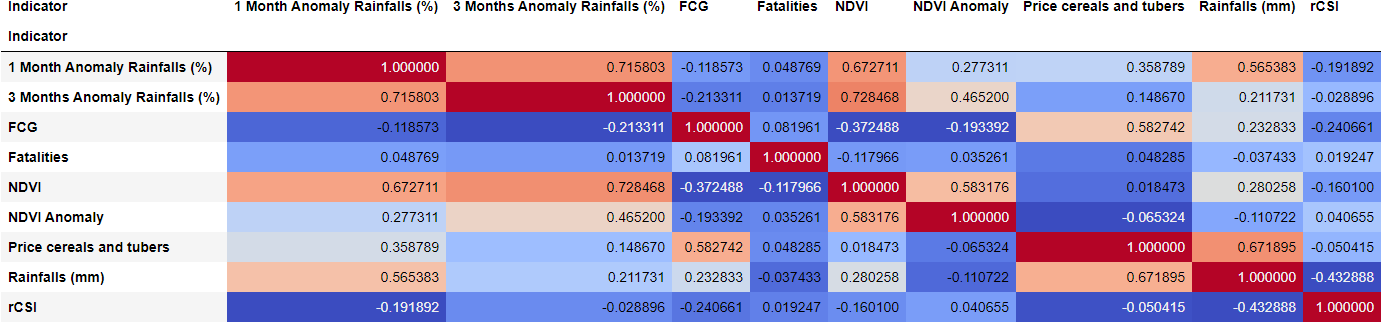 Indicator 1 Month Anomaly Rainfalls (%) 3 Months Anomaly Rainfalls (%) FCG Fatalities NDVI NDVI Anomaly Price cereals and tubers Rainfalls (mm) rCSI
Indicator
1 Month Anomaly Rainfalls (%) 1.000000 0.715803 -0.118573 0.048769 0.672711 0.277311 0.358789 0.565383 -0.191892
3 Months Anomaly Rainfalls (%) 0.715803 1.000000 -0.213311 0.013719 0.728468 0.465200 0.148670 0.211731 -0.028896
FCG -0.118573 -0.213311 1.000000 0.081961 -0.372488 -0.193392 0.582742 0.232833 -0.240661
Fatalities 0.048769 0.013719 0.081961 1.000000 -0.117966 0.035261 0.048285 -0.037433 0.019247
NDVI 0.672711 0.728468 -0.372488 -0.117966 1.000000 0.583176 0.018473 0.280258 -0.160100
NDVI Anomaly 0.277311 0.465200 -0.193392 0.035261 0.583176 1.000000 -0.065324 -0.110722 0.040655
Price cereals and tubers 0.358789 0.148670 0.582742 0.048285 0.018473 -0.065324 1.000000 0.671895 -0.050415
Rainfalls (mm) 0.565383 0.211731 0.232833 -0.037433 0.280258 -0.110722 0.671895 1.000000 -0.432888
rCSI -0.191892 -0.028896 -0.240661 0.019247 -0.160100 0.040655 -0.050415 -0.432888 1.000000